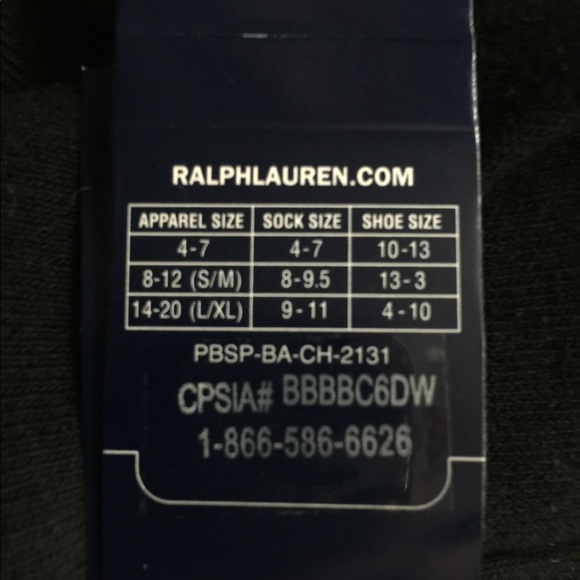 RALPHLAUREN.COM
APPAREL SIZE SOCK SIZE SHOE SIZE
4-7 4-7 10-13
8-12 (S/M) 8-9.5 13-3
14-20 (L/XL) 9-11 4-10
PBSP-BA-CH-2131
CPSIA# BBBBC6DW
1-866-586-6626